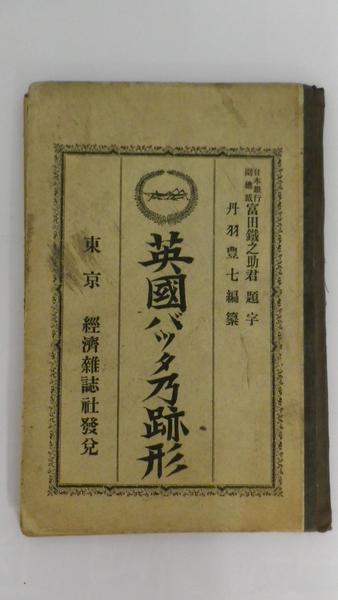 日本銀行
副總裁
富田鐵之助君 題字
丹羽豊七編纂
英國バッタ乃跡形
東京 經濟雜誌社發兌